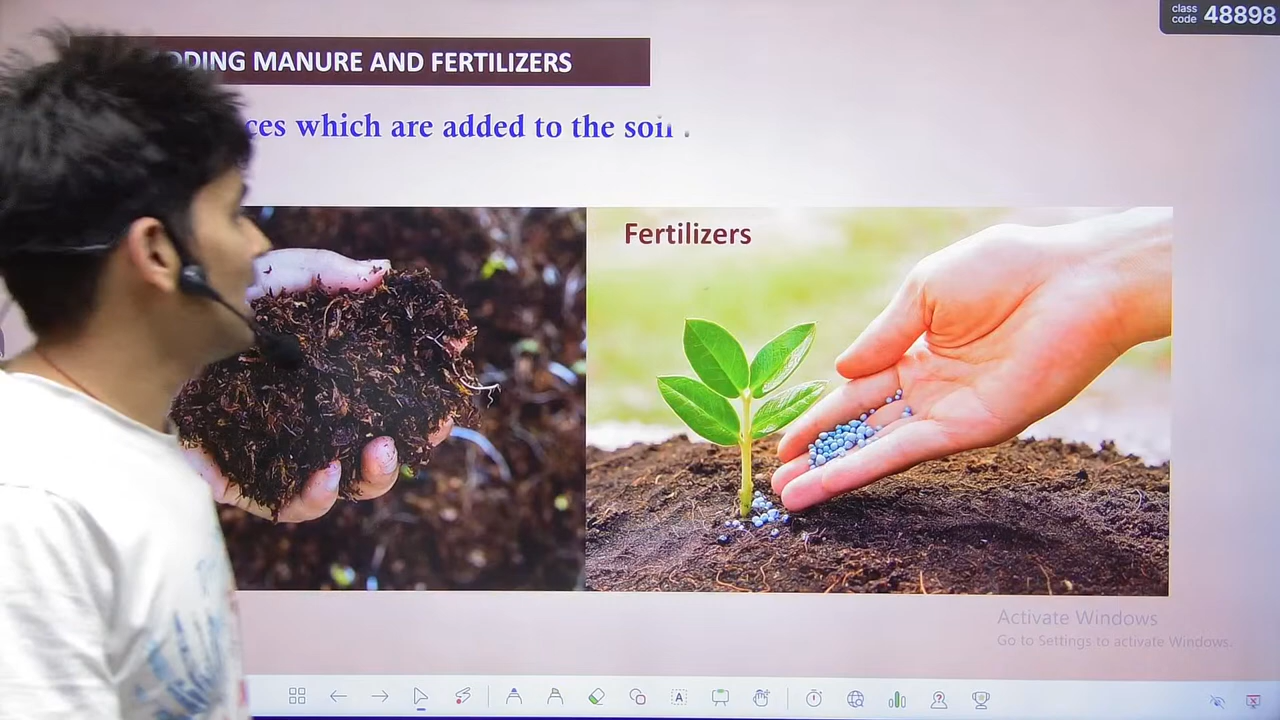 class code 48898
DDING MANURE AND FERTILIZERS
ces which are added to the soil .
Fertilizers
Activate Windows
Go to Settings to activate Windows.
A